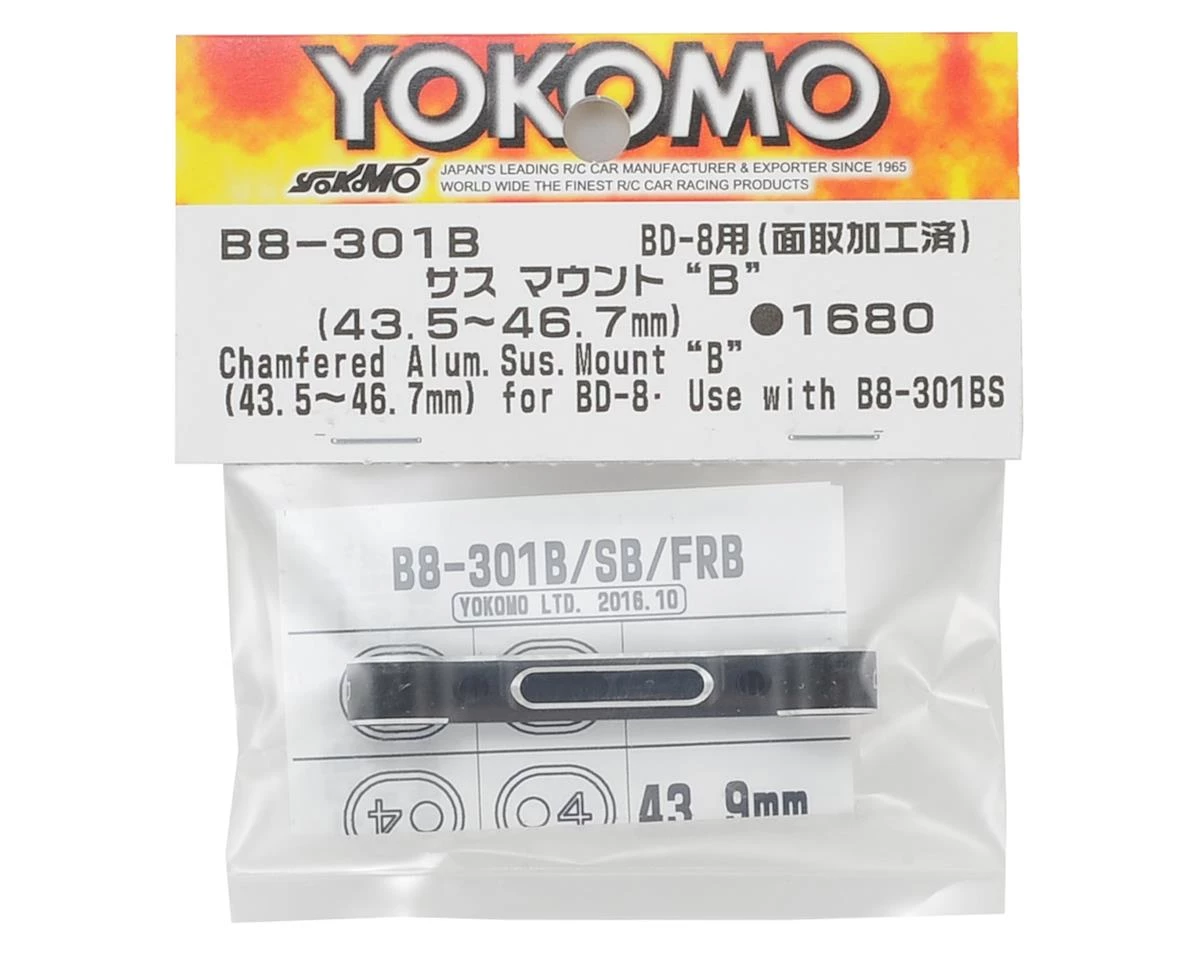 YOKOMO
YOKOMO
JAPAN'S LEADING R/C CAR MANUFACTURER & EXPORTER SINCE 1965
WORLD WIDE THE FINEST R/C CAR RACING PRODUCTS
B8-301B BD-8用(面取加工済)
サス マウント “B”
(43.5～46.7mm) ●1680
Chamfered Alum.Sus.Mount “B”
(43.5～46.7mm) for BD-8· Use with B8-301BS
B8-301B/SB/FRB
YOKOMO LTD. 2016.10
4 4 43.9mm